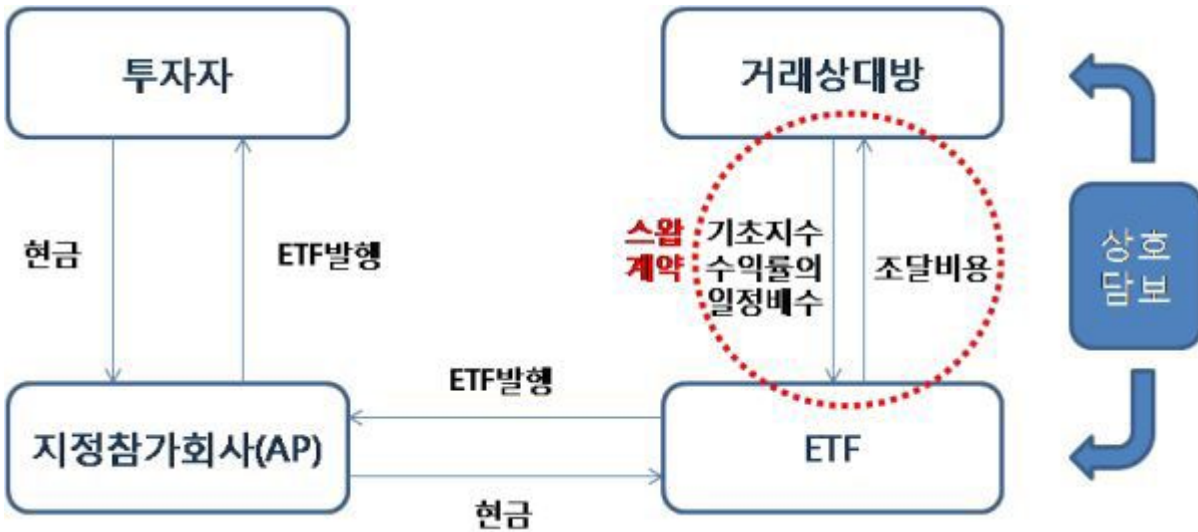 투자자
거래상대방
현금
ETF발행
스왑
계약
기초지수
수익률의
일정배수
조달비용
상호
담보
지정참가회사(AP)
ETF발행
현금
ETF